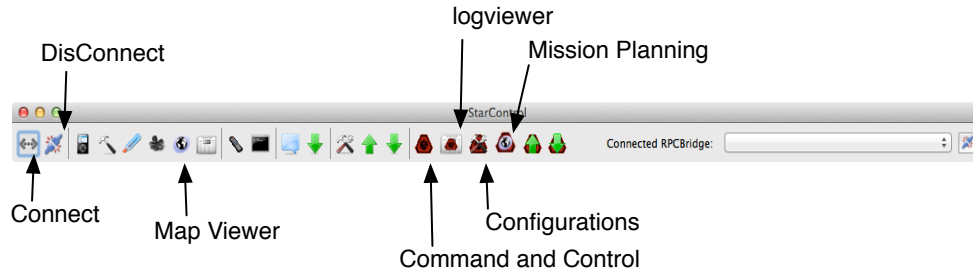 logviewer
DisConnect
Mission Planning
StarControl
Connected RPCBridge:
Connect
Map Viewer
Configurations
Command and Control